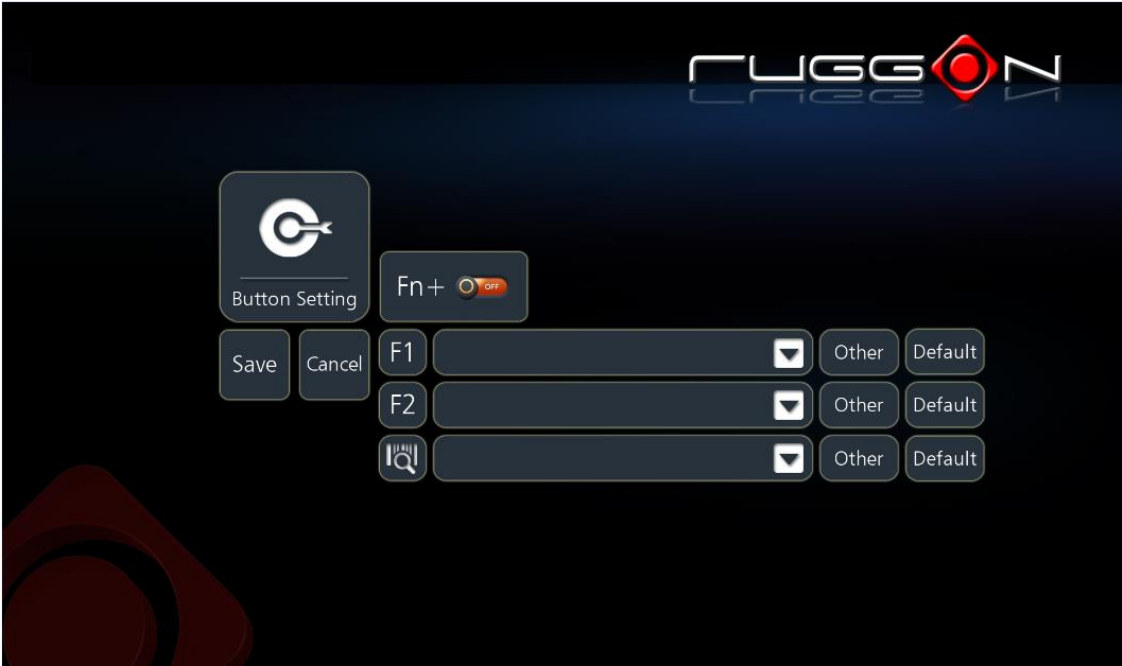 RUGGON
Button Setting
Fn+ OFF
Save Cancel
F1 Other Default
F2 Other Default
Other Default